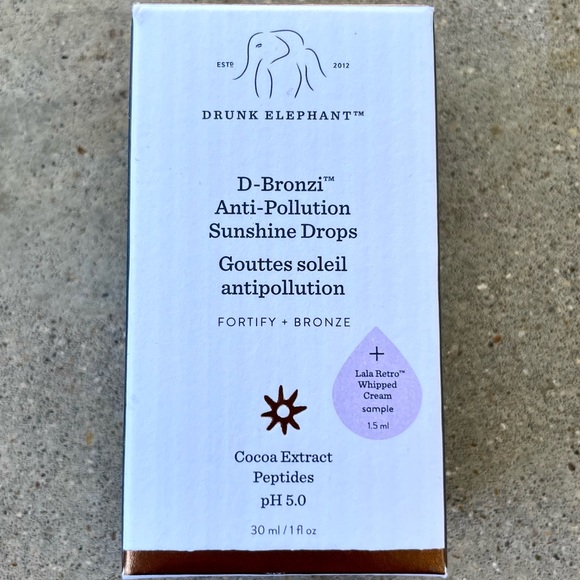 ESTD 2012
DRUNK ELEPHANT™
D-Bronzi™
Anti-Pollution
Sunshine Drops
Gouttes soleil
antipollution
FORTIFY + BRONZE
+
Lala Retro™
Whipped
Cream
sample
1.5 ml
Cocoa Extract
Peptides
pH 5.0
30 ml / 1 fl oz